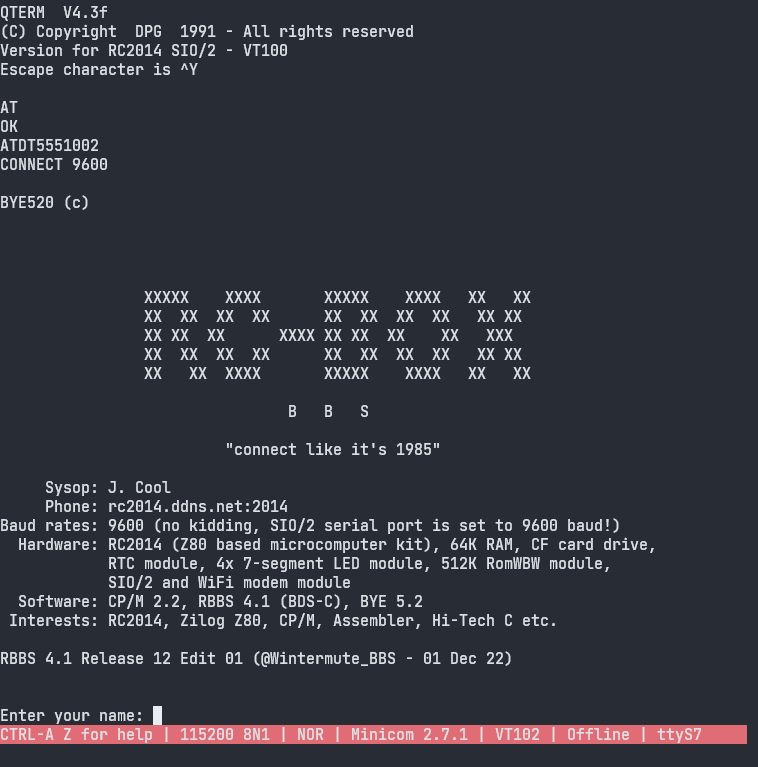 QTERM  V4.3f
(C) Copyright  DPG  1991 - All rights reserved
Version for RC2014 SIO/2 - VT100
Escape character is ^Y
AT
OK
ATDT5551002
CONNECT 9600
BYE520 (c)
                XXXXX    XXXX       XXXXX    XXXX   XX   XX
                XX  XX  XX  XX      XX  XX  XX  XX   XX XX
                XX XX  XX      XXXX XX XX  XX    XX   XXX
                XX  XX  XX  XX      XX  XX  XX  XX   XX XX
                XX   XX  XXXX       XXXXX    XXXX   XX   XX
                                B   B   S
                         "connect like it's 1985"
     Sysop: J. Cool
     Phone: rc2014.ddns.net:2014
Baud rates: 9600 (no kidding, SIO/2 serial port is set to 9600 baud!)
  Hardware: RC2014 (Z80 based microcomputer kit), 64K RAM, CF card drive,
            RTC module, 4x 7-segment LED module, 512K RomWBW module,
            SIO/2 and WiFi modem module
  Software: CP/M 2.2, RBBS 4.1 (BDS-C), BYE 5.2
 Interests: RC2014, Zilog Z80, CP/M, Assembler, Hi-Tech C etc.
RBBS 4.1 Release 12 Edit 01 (@Wintermute_BBS - 01 Dec 22)
Enter your name:
CTRL-A Z for help | 115200 8N1 | NOR | Minicom 2.7.1 | VT102 | Offline | ttyS7